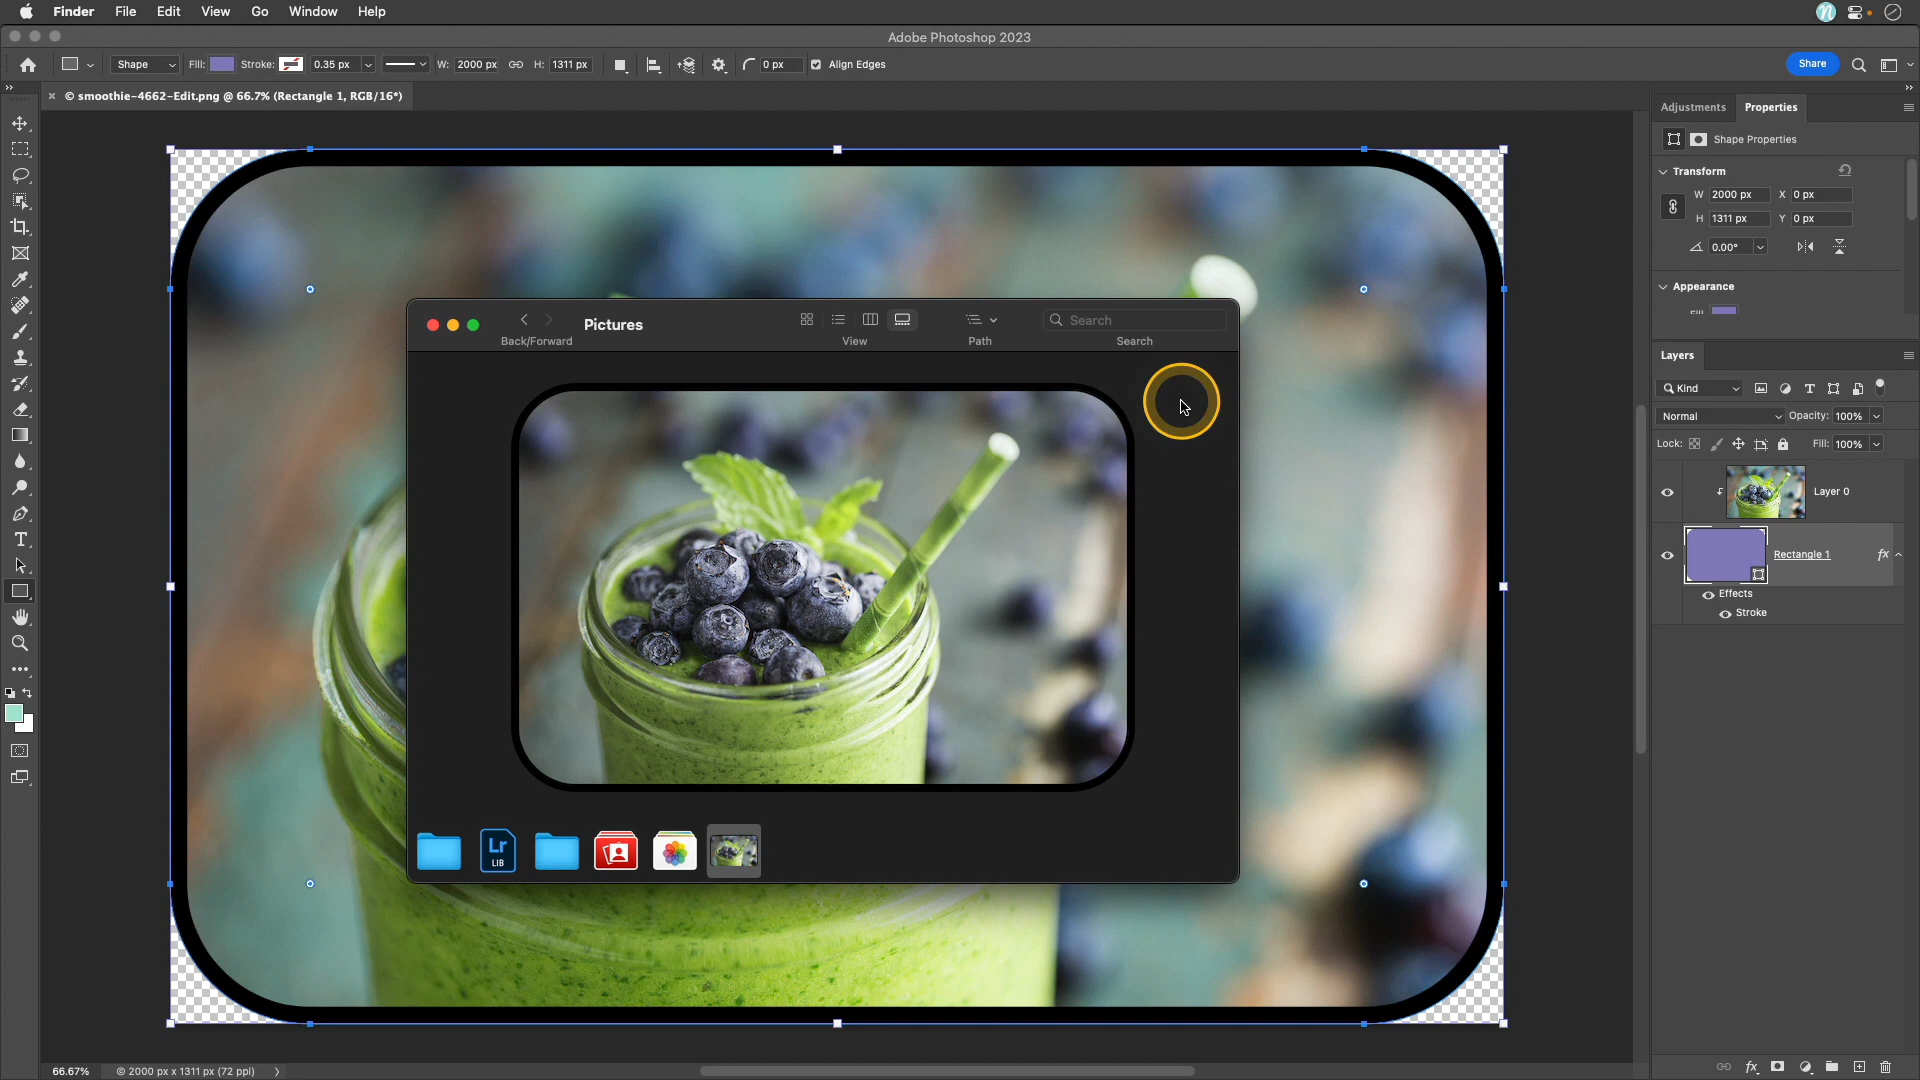 Finder File Edit View Go Window Help
Adobe Photoshop 2023
Shape Fill: Stroke: 0.35 px W: 2000 px H: 1311 px 0 px Align Edges Share
© smoothie-4662-Edit.png @ 66.7% (Rectangle 1, RGB/16*)
Adjustments Properties
Shape Properties
Transform
W 2000 px X 0 px
H 1311 px Y 0 px
0.00°
Appearance
Pictures
Search
Back/Forward View Path Search
Layers
Kind
Normal Opacity: 100%
Lock: Fill: 100%
Layer 0
Rectangle 1 fx
Effects
Stroke
Lr
LIB
66.67% © 2000 px x 1311 px (72 ppi)
fx